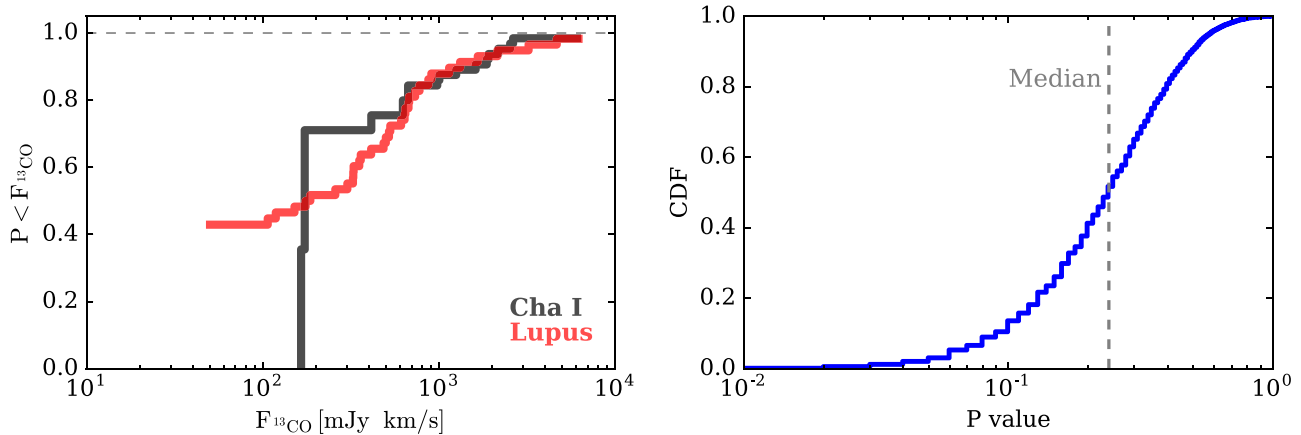 1.0
0.8
0.6
0.4
0.2
0.0
P < F¹³CO
10¹
10²
10³
10⁴
F¹³CO [mJy km/s]
Cha I
Lupus
1.0
0.8
0.6
0.4
0.2
0.0
CDF
Median
10⁻²
10⁻¹
10⁰
P value